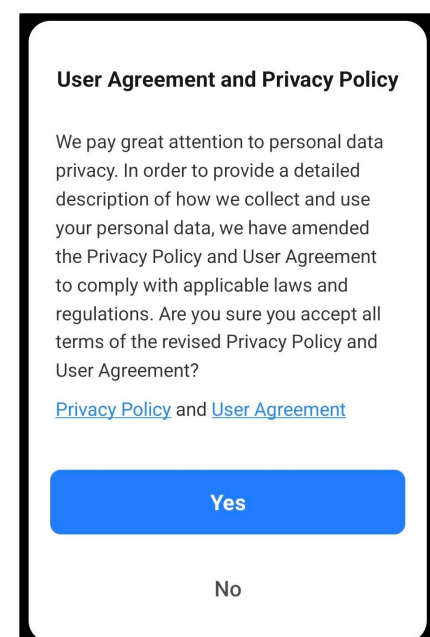 User Agreement and Privacy Policy
We pay great attention to personal data
privacy. In order to provide a detailed
description of how we collect and use
your personal data, we have amended
the Privacy Policy and User Agreement
to comply with applicable laws and
regulations. Are you sure you accept all
terms of the revised Privacy Policy and
User Agreement?
Privacy Policy and User Agreement
Yes
No